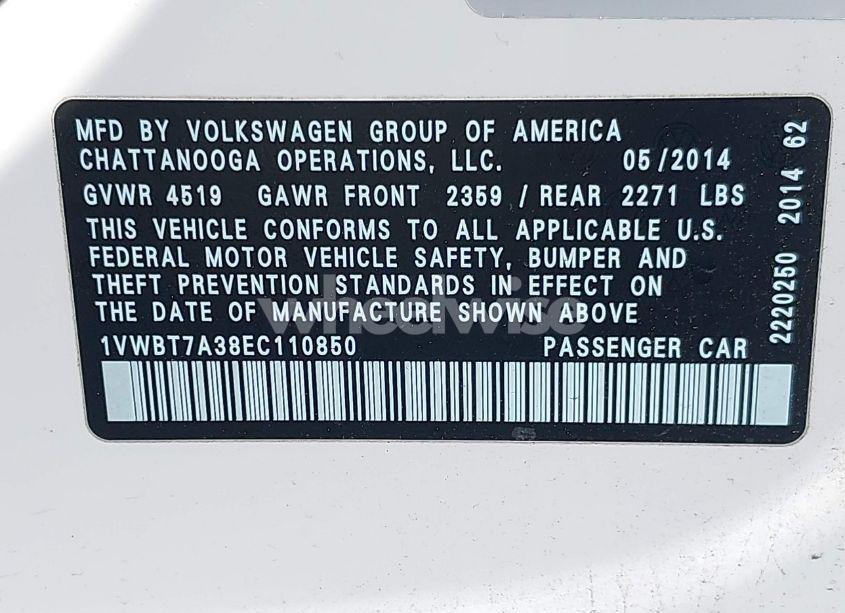 MFD BY VOLKSWAGEN GROUP OF AMERICA
CHATTANOOGA OPERATIONS, LLC. 05/2014
GVWR 4519 GAWR FRONT 2359 / REAR 2271 LBS
THIS VEHICLE CONFORMS TO ALL APPLICABLE U.S.
FEDERAL MOTOR VEHICLE SAFETY, BUMPER AND
THEFT PREVENTION STANDARDS IN EFFECT ON
THE DATE OF MANUFACTURE SHOWN ABOVE
1VWBT7A38EC110850 PASSENGER CAR
2220250 2014 62
wheelwise